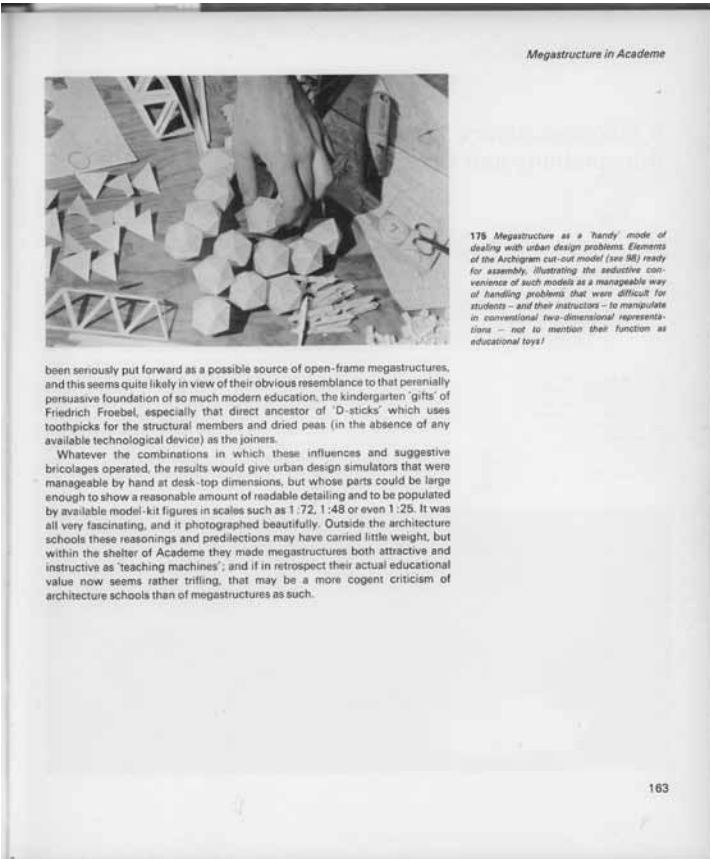 Megastructure in Academe
175 Megastructure as a 'handy' mode of
dealing with urban design problems. Elements
of the Archigram cut-out model (see 98) ready
for assembly, illustrating the seductive con-
venience of such models as a manageable way
of handling problems that were difficult for
students – and their instructors – to manipulate
in conventional two-dimensional representa-
tions – not to mention their function as
educational toys!
been seriously put forward as a possible source of open-frame megastructures,
and this seems quite likely in view of their obvious resemblance to that perenially
persuasive foundation of so much modern education, the kindergarten 'gifts' of
Friedrich Froebel, especially that direct ancestor of 'D-sticks' which uses
toothpicks for the structural members and dried peas (in the absence of any
available technological device) as the joiners.
Whatever the combinations in which these influences and suggestive
bricolages operated, the results would give urban design simulators that were
manageable by hand at desk-top dimensions, but whose parts could be large
enough to show a reasonable amount of readable detailing and to be populated
by available model-kit figures in scales such as 1:72, 1:48 or even 1:25. It was
all very fascinating, and it photographed beautifully. Outside the architecture
schools these reasonings and predilections may have carried little weight, but
within the shelter of Academe they made megastructures both attractive and
instructive as 'teaching machines'; and if in retrospect their actual educational
value now seems rather trifling, that may be a more cogent criticism of
architecture schools than of megastructures as such.
163